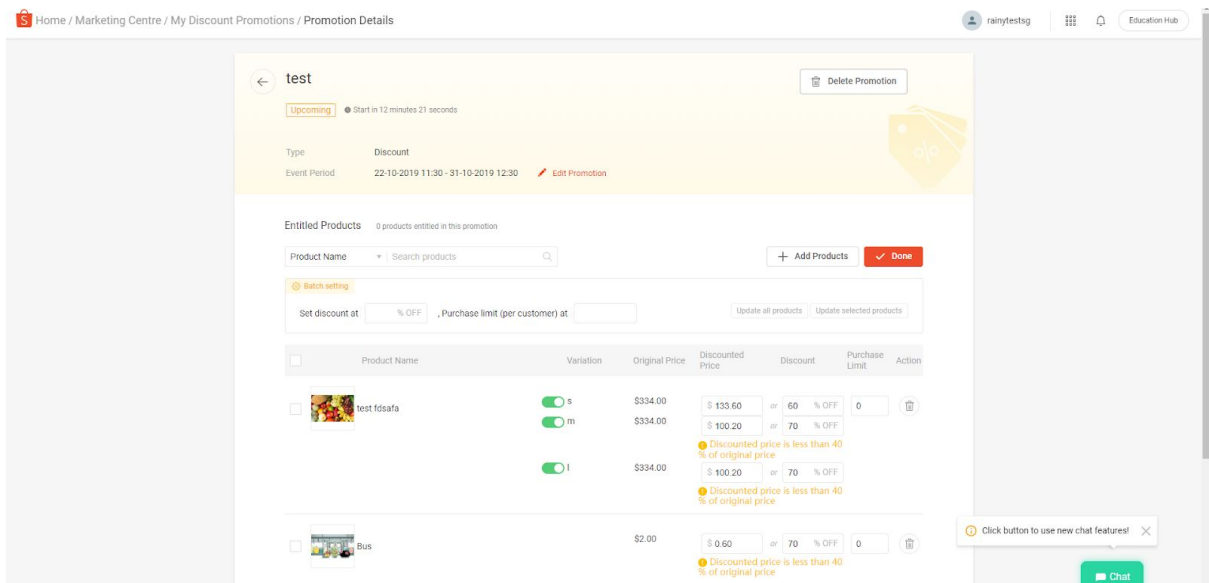 Home / Marketing Centre / My Discount Promotions / Promotion Details
rainytestsg
Education Hub
test
Delete Promotion
Upcoming
Start in 12 minutes 21 seconds
%
Type Discount
Event Period 22-10-2019 11:30 - 31-10-2019 12:30 Edit Promotion
Entitled Products 0 products entitled in this promotion
Product Name Search products
+ Add Products Done
Batch setting
Set discount at % OFF , Purchase limit (per customer) at Update all products Update selected products
Product Name Variation Original Price Discounted Price Discount Purchase Limit Action
test fdsafa s $334.00 $ 133.60 or 60 % OFF 0
m $334.00 $ 100.20 or 70 % OFF
Discounted price is less than 40
% of original price
l $334.00 $ 100.20 or 70 % OFF
Discounted price is less than 40
% of original price
Bus $2.00 $ 0.60 or 70 % OFF 0
Discounted price is less than 40
% of original price
Click button to use new chat features!
Chat